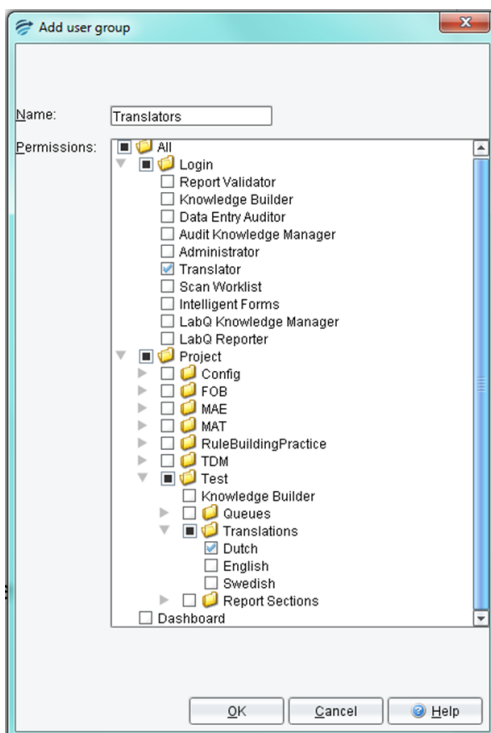 Add user group
Name: Translators
Permissions: All
Login
Report Validator
Knowledge Builder
Data Entry Auditor
Audit Knowledge Manager
Administrator
Translator
Scan Worklist
Intelligent Forms
LabQ Knowledge Manager
LabQ Reporter
Project
Config
FOB
MAE
MAT
RuleBuildingPractice
TDM
Test
Knowledge Builder
Queues
Translations
Dutch
English
Swedish
Report Sections
Dashboard
OK Cancel Help